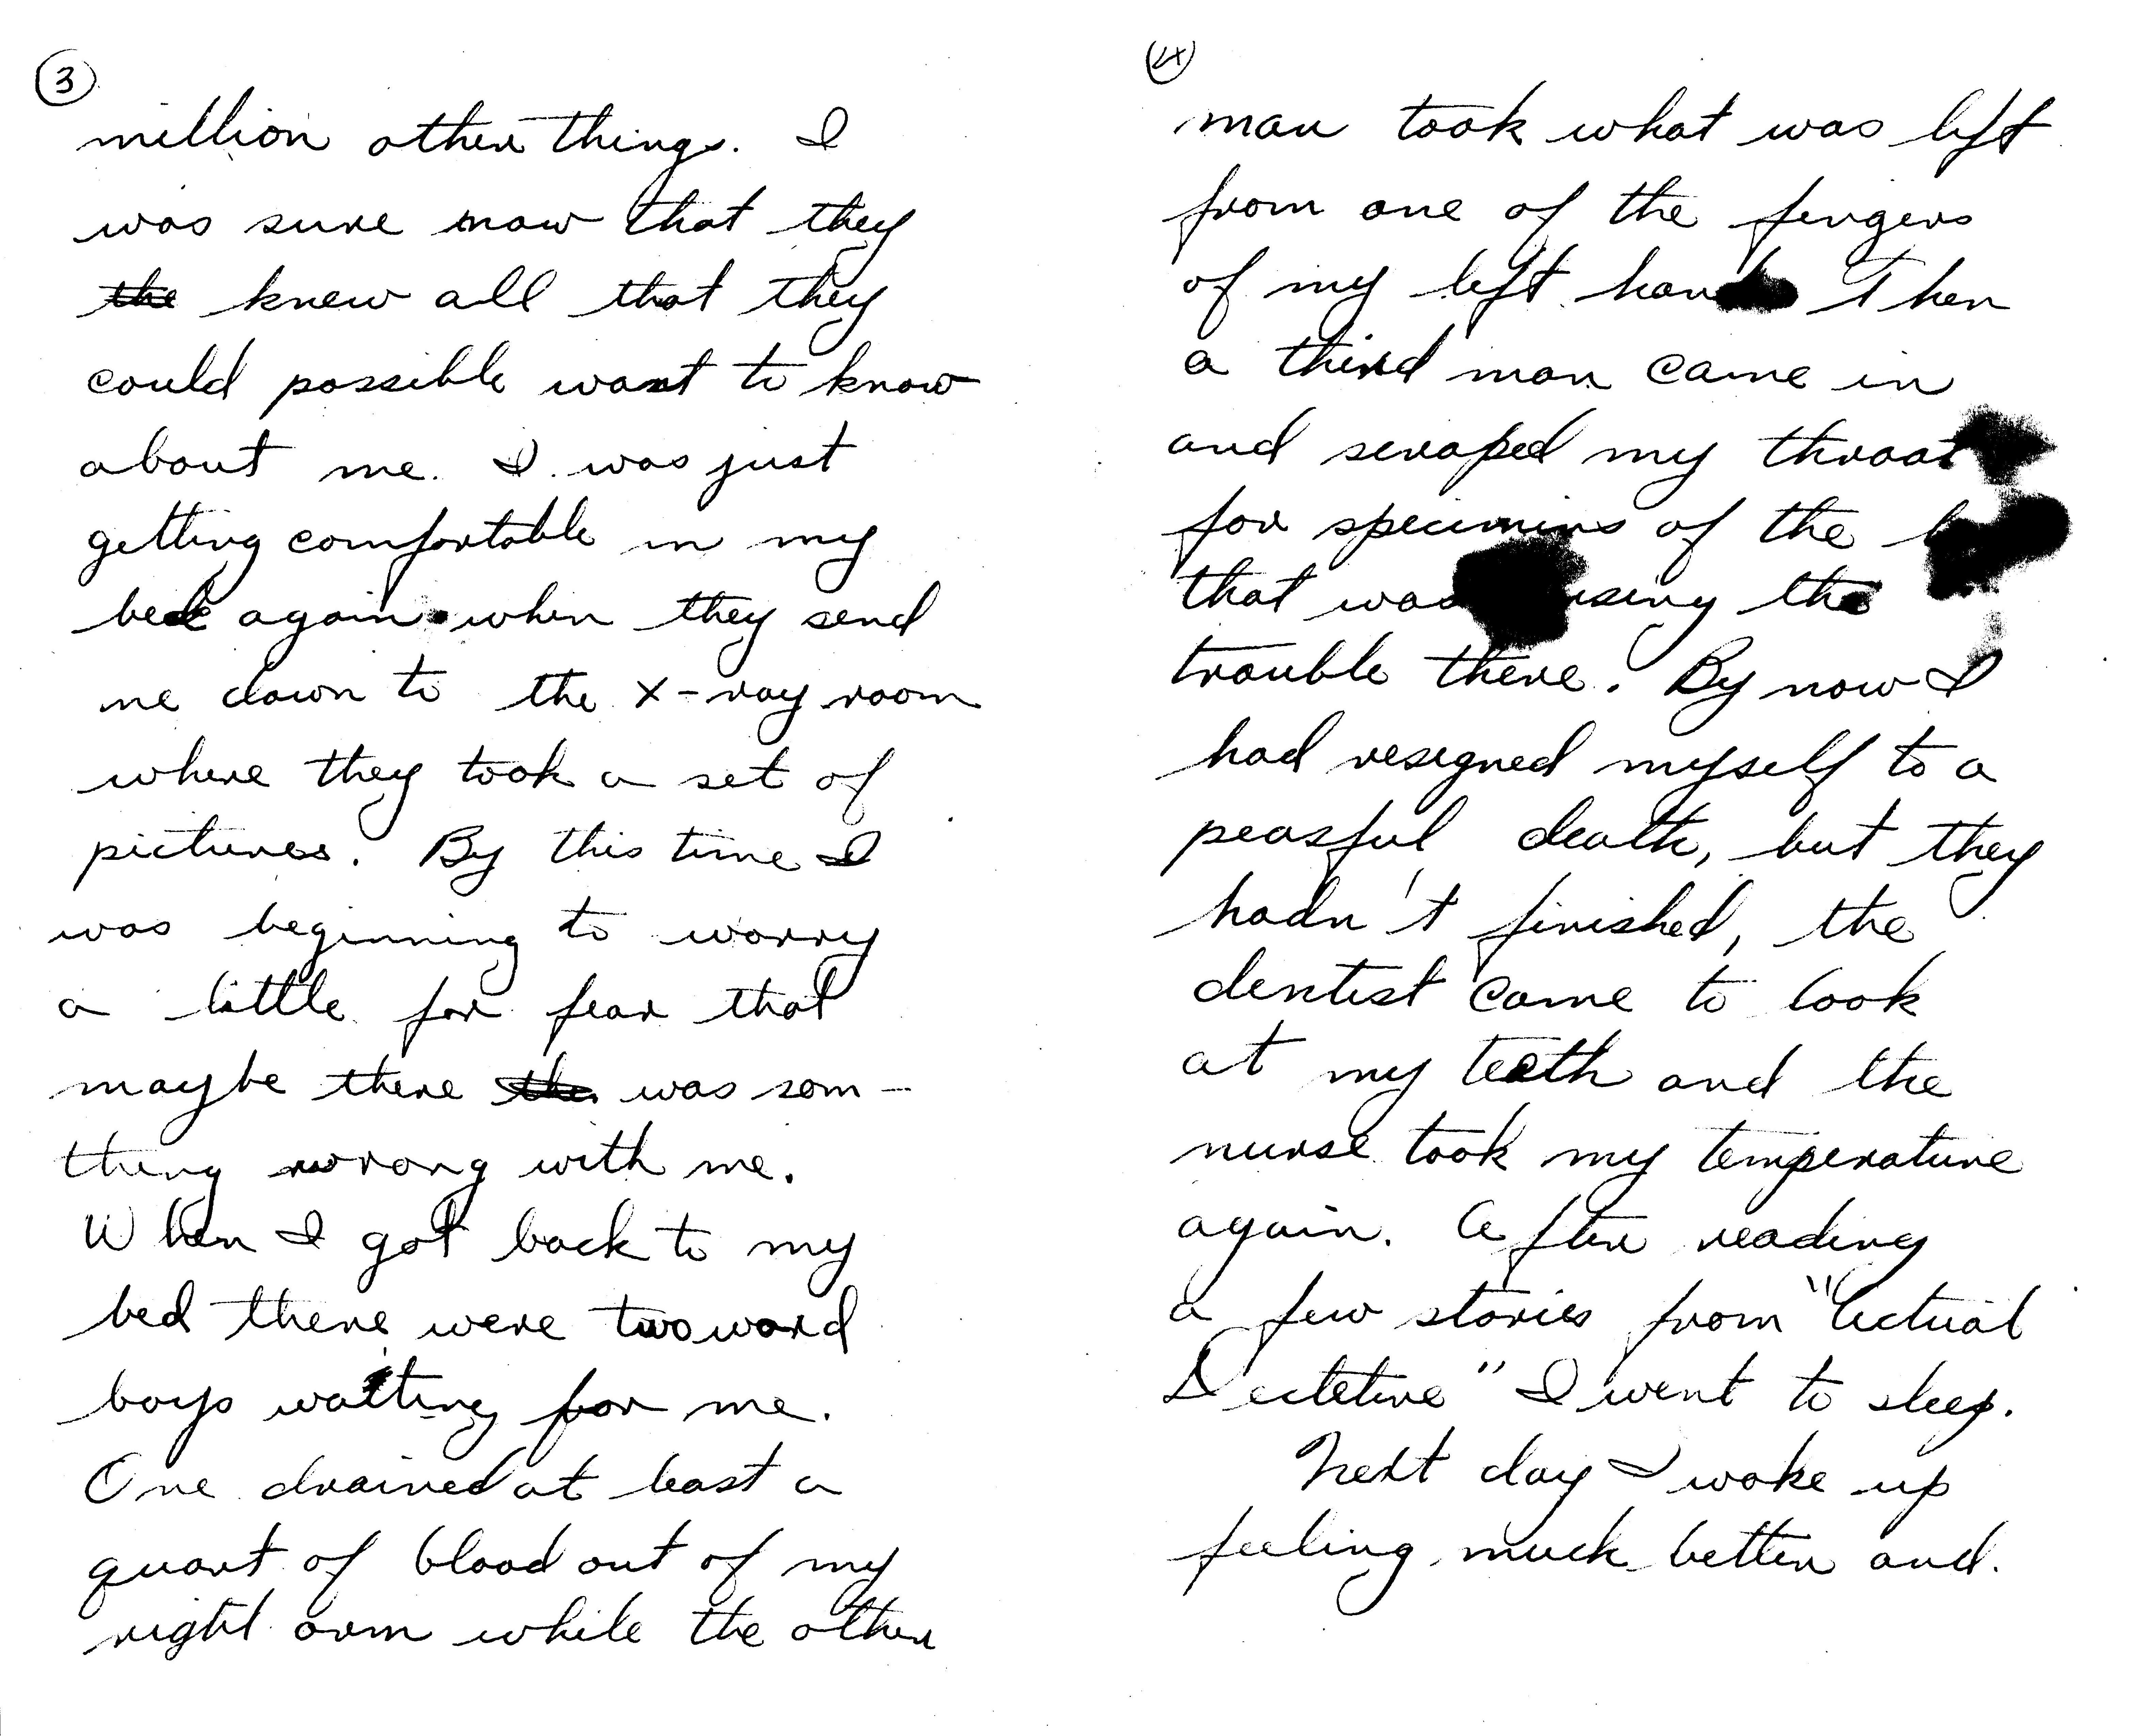 3
million other things. I
was sure now that they
the knew all that they
could possible want to know
about me. I was just
getting comfortable in my
bed again when they send
me down to the x-ray room
where they took a set of
pictures. By this time I
was beginning to worry
a little for fear that
maybe there the was som-
thing wrong with me.
When I got back to my
bed there were two ward
boys waiting for me.
One drained at least a
quart of blood out of my
right arm while the other
4
man took what was left
from one of the fingers
of my left hand Then
a third man came in
and scraped my throat
for specimins of the
that was the
trouble there. By now I
had resigned myself to a
peasful death, but they
hadn't finished, the
dentist came to look
at my teeth and the
nurse took my temperature
again. After reading
a few stories from "Actual
Dectetive" I went to sleep.
Next day I woke up
feeling much better and.